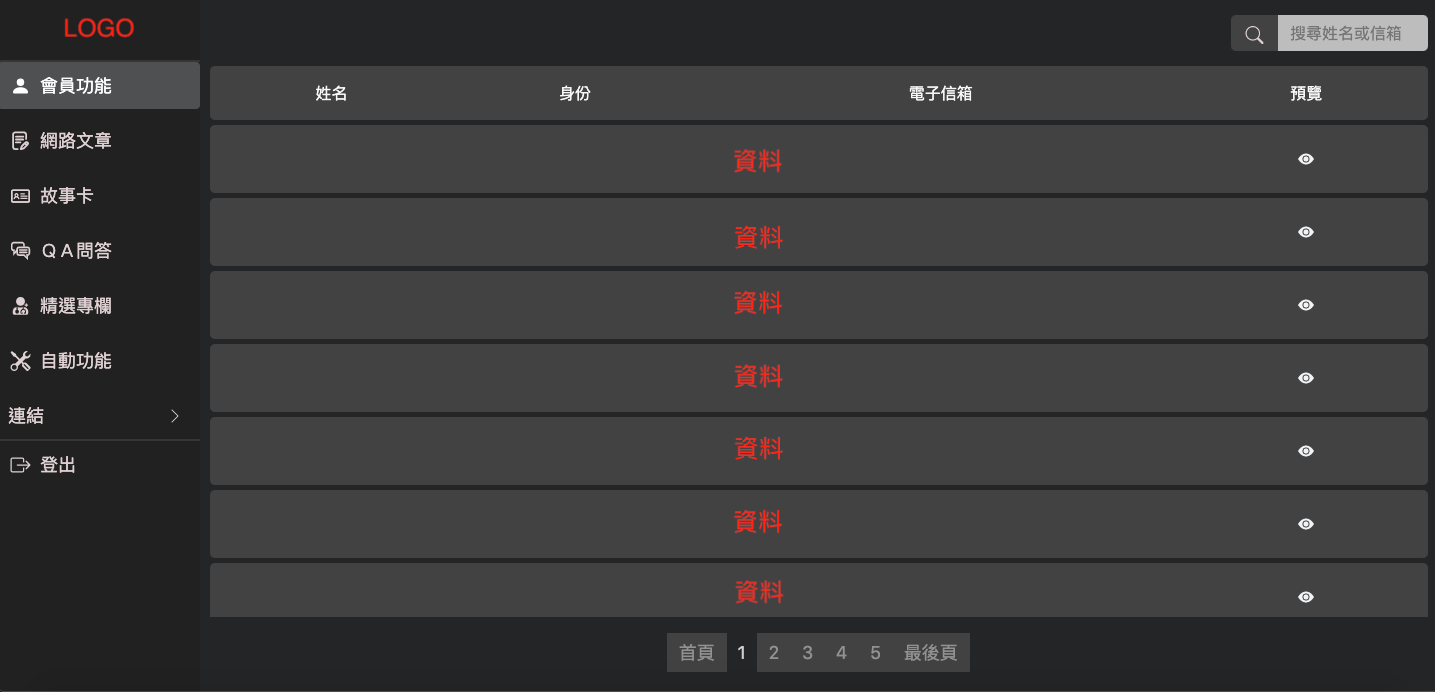 LOGO
搜尋姓名或信箱
會員功能
網路文章
故事卡
ＱＡ問答
精選專欄
自動功能
連結
登出
姓名 身份 電子信箱 預覽
資料
資料
資料
資料
資料
資料
資料
首頁 1 2 3 4 5 最後頁